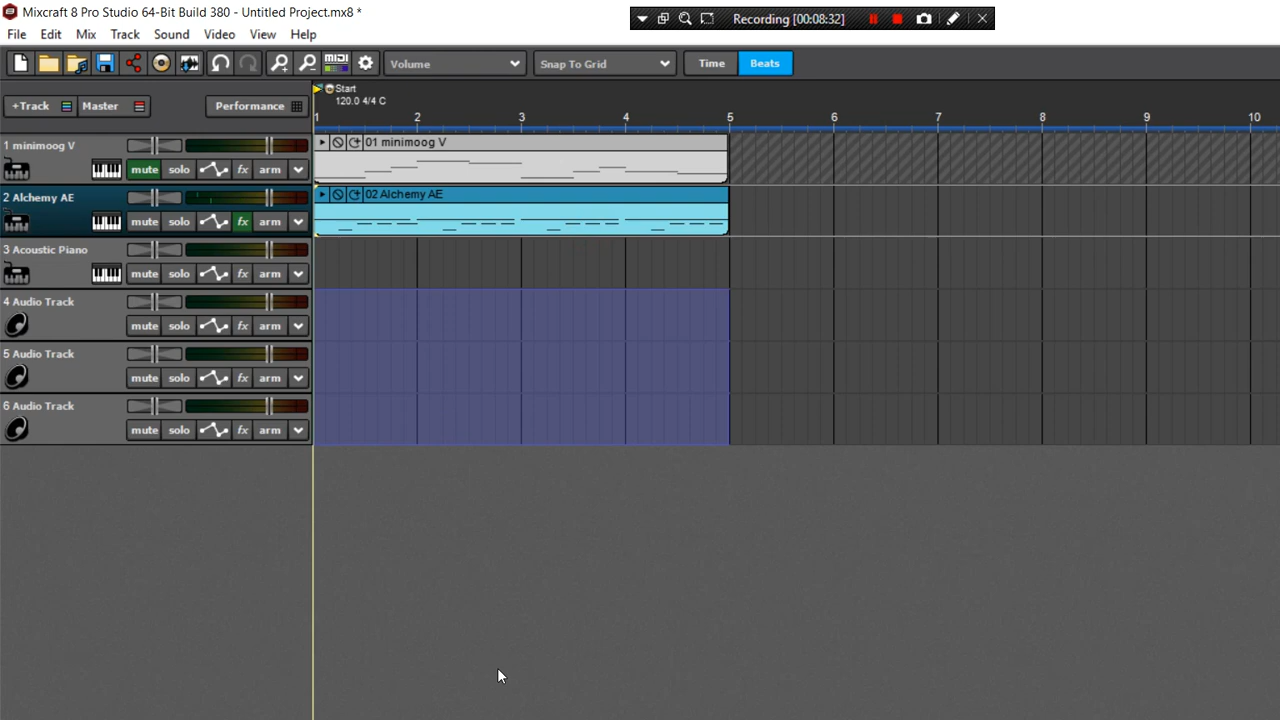 Mixcraft 8 Pro Studio 64-Bit Build 380 - Untitled Project.mx8 *
Recording [00:08:32]
File Edit Mix Track Sound Video View Help
MIDI Volume Snap To Grid Time Beats
Start
+Track Master Performance 120.0 4/4 C
1 2 3 4 5 6 7 8 9 10
1 minimoog V 01 minimoog V
mute solo fx arm
2 Alchemy AE 02 Alchemy AE
mute solo fx arm
3 Acoustic Piano
mute solo fx arm
4 Audio Track
mute solo fx arm
5 Audio Track
mute solo fx arm
6 Audio Track
mute solo fx arm